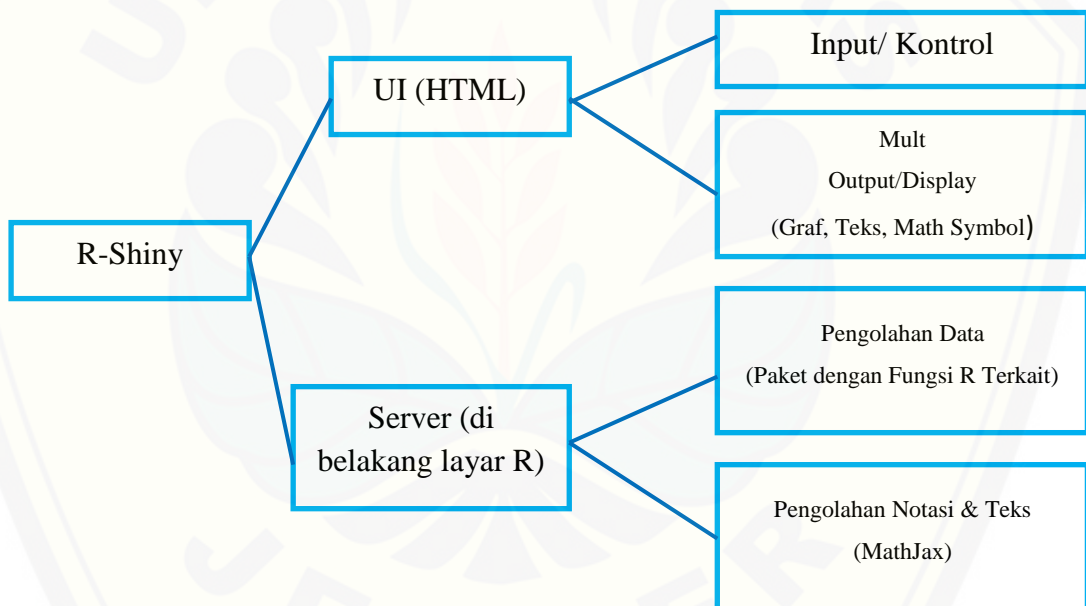 R-Shiny
UI (HTML)
Input/ Kontrol
Mult
Output/Display
(Graf, Teks, Math Symbol)
Server (di
belakang layar R)
Pengolahan Data
(Paket dengan Fungsi R Terkait)
Pengolahan Notasi & Teks
(MathJax)